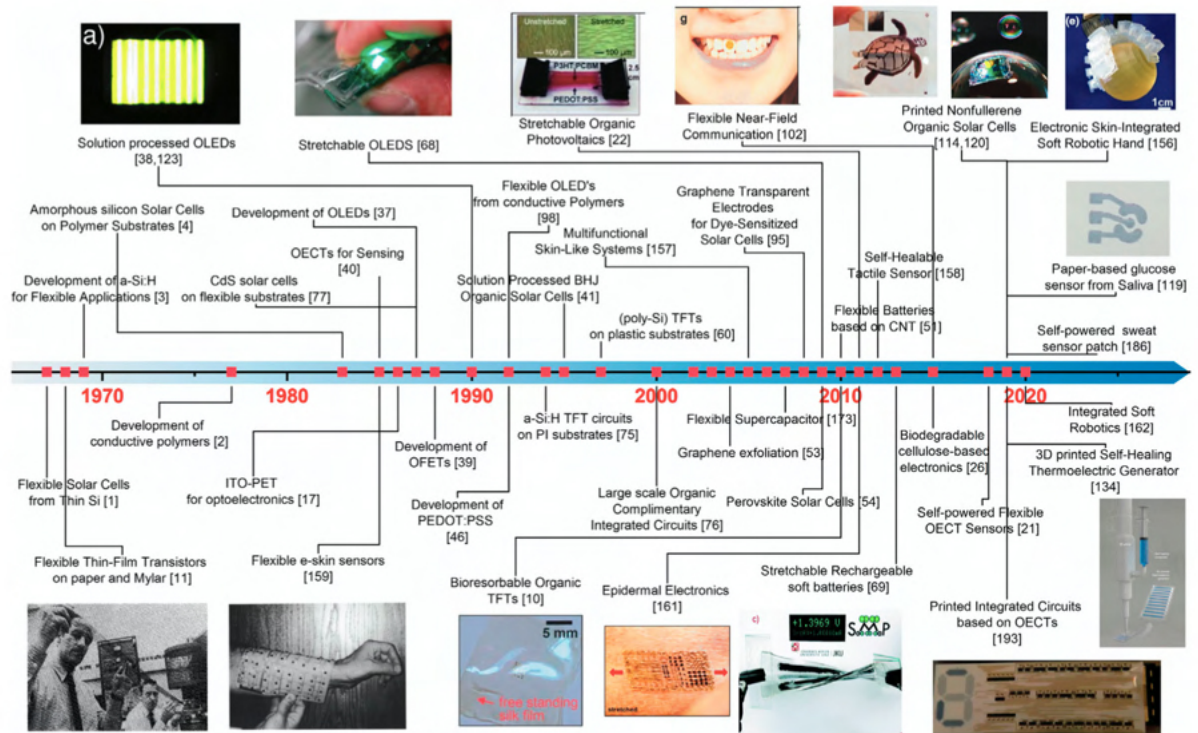 a)
Unstretched
Stretched
100 µm
100 µm
P3HT:PCBM
2.5
cm
PEDOT:PSS
g
(e)
1cm
Solution processed OLEDs
[38,123]
Stretchable OLEDS [68]
Stretchable Organic
Photovoltaics [22]
Flexible Near-Field
Communication [102]
Printed Nonfullerene
Organic Solar Cells
[114,120]
Electronic Skin-Integrated
Soft Robotic Hand [156]
Amorphous silicon Solar Cells
on Polymer Substrates [4]
Development of OLEDs [37]
Flexible OLED's
from conductive Polymers
[98]
Graphene Transparent
Electrodes
for Dye-Sensitized
Solar Cells [95]
OECTs for Sensing
[40]
Multifunctional
Skin-Like Systems [157]
Self-Healable
Tactile Sensor [158]
Development of a-Si:H
for Flexible Applications [3]
CdS solar cells
on flexible substrates [77]
Solution Processed BHJ
Organic Solar Cells [41]
Paper-based glucose
sensor from Saliva [119]
(poly-Si) TFTs
on plastic substrates [60]
Flexible Batteries
based on CNT [51]
Self-powered sweat
sensor patch [186]
1970
1980
1990
2000
2010
2020
Development of
conductive polymers [2]
Development of
OFETs [39]
a-Si:H TFT circuits
on PI substrates [75]
Flexible Supercapacitor [173]
Graphene exfoliation [53]
Biodegradable
cellulose-based
electronics [26]
Integrated Soft
Robotics [162]
3D printed Self-Healing
Thermoelectric Generator
[134]
Flexible Solar Cells
from Thin Si [1]
ITO-PET
for optoelectronics [17]
Development of
PEDOT:PSS
[46]
Large scale Organic
Complimentary
Integrated Circuits [76]
Perovskite Solar Cells [54]
Self-powered Flexible
OECT Sensors [21]
Flexible Thin-Film Transistors
on paper and Mylar [11]
Flexible e-skin sensors
[159]
Bioresorbable Organic
TFTs [10]
Epidermal Electronics
[161]
Stretchable Rechargeable
soft batteries [69]
Printed Integrated Circuits
based on OECTs
[193]
5 mm
free standing
silk film
stretched
c)
+1.3969 V
JKU